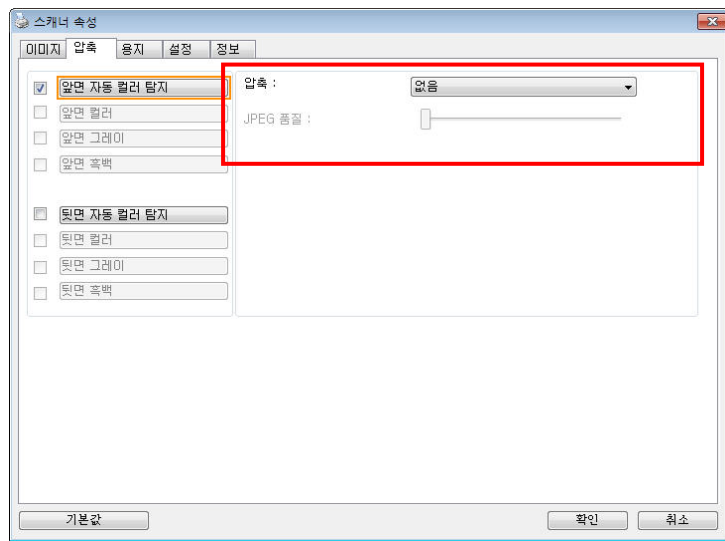 스캐너 속성
이미지 압축 용지 설정 정보
앞면 자동 컬러 탐지
앞면 컬러
앞면 그레이
앞면 흑백
뒷면 자동 컬러 탐지
뒷면 컬러
뒷면 그레이
뒷면 흑백
압축 : 없음
JPEG 품질 :
기본값 확인 취소